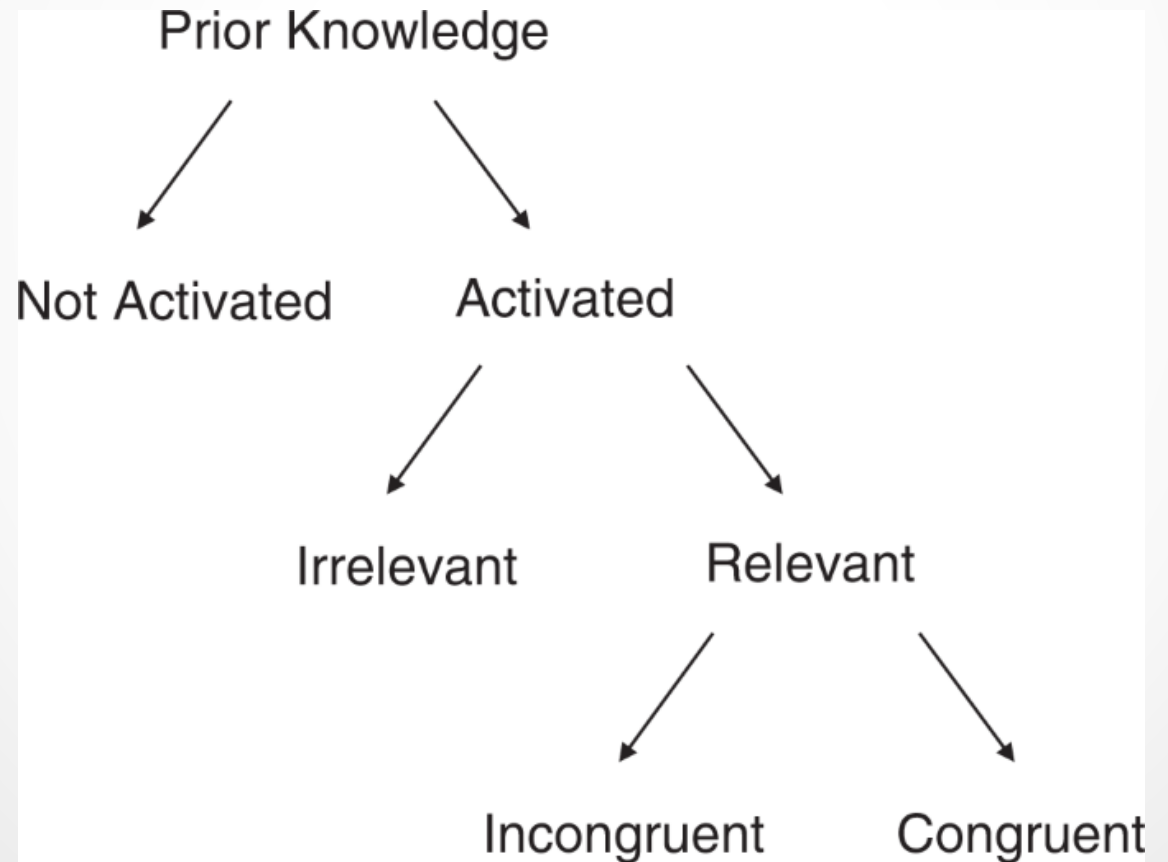 Prior Knowledge
Not Activated
Activated
Irrelevant
Relevant
Incongruent
Congruent